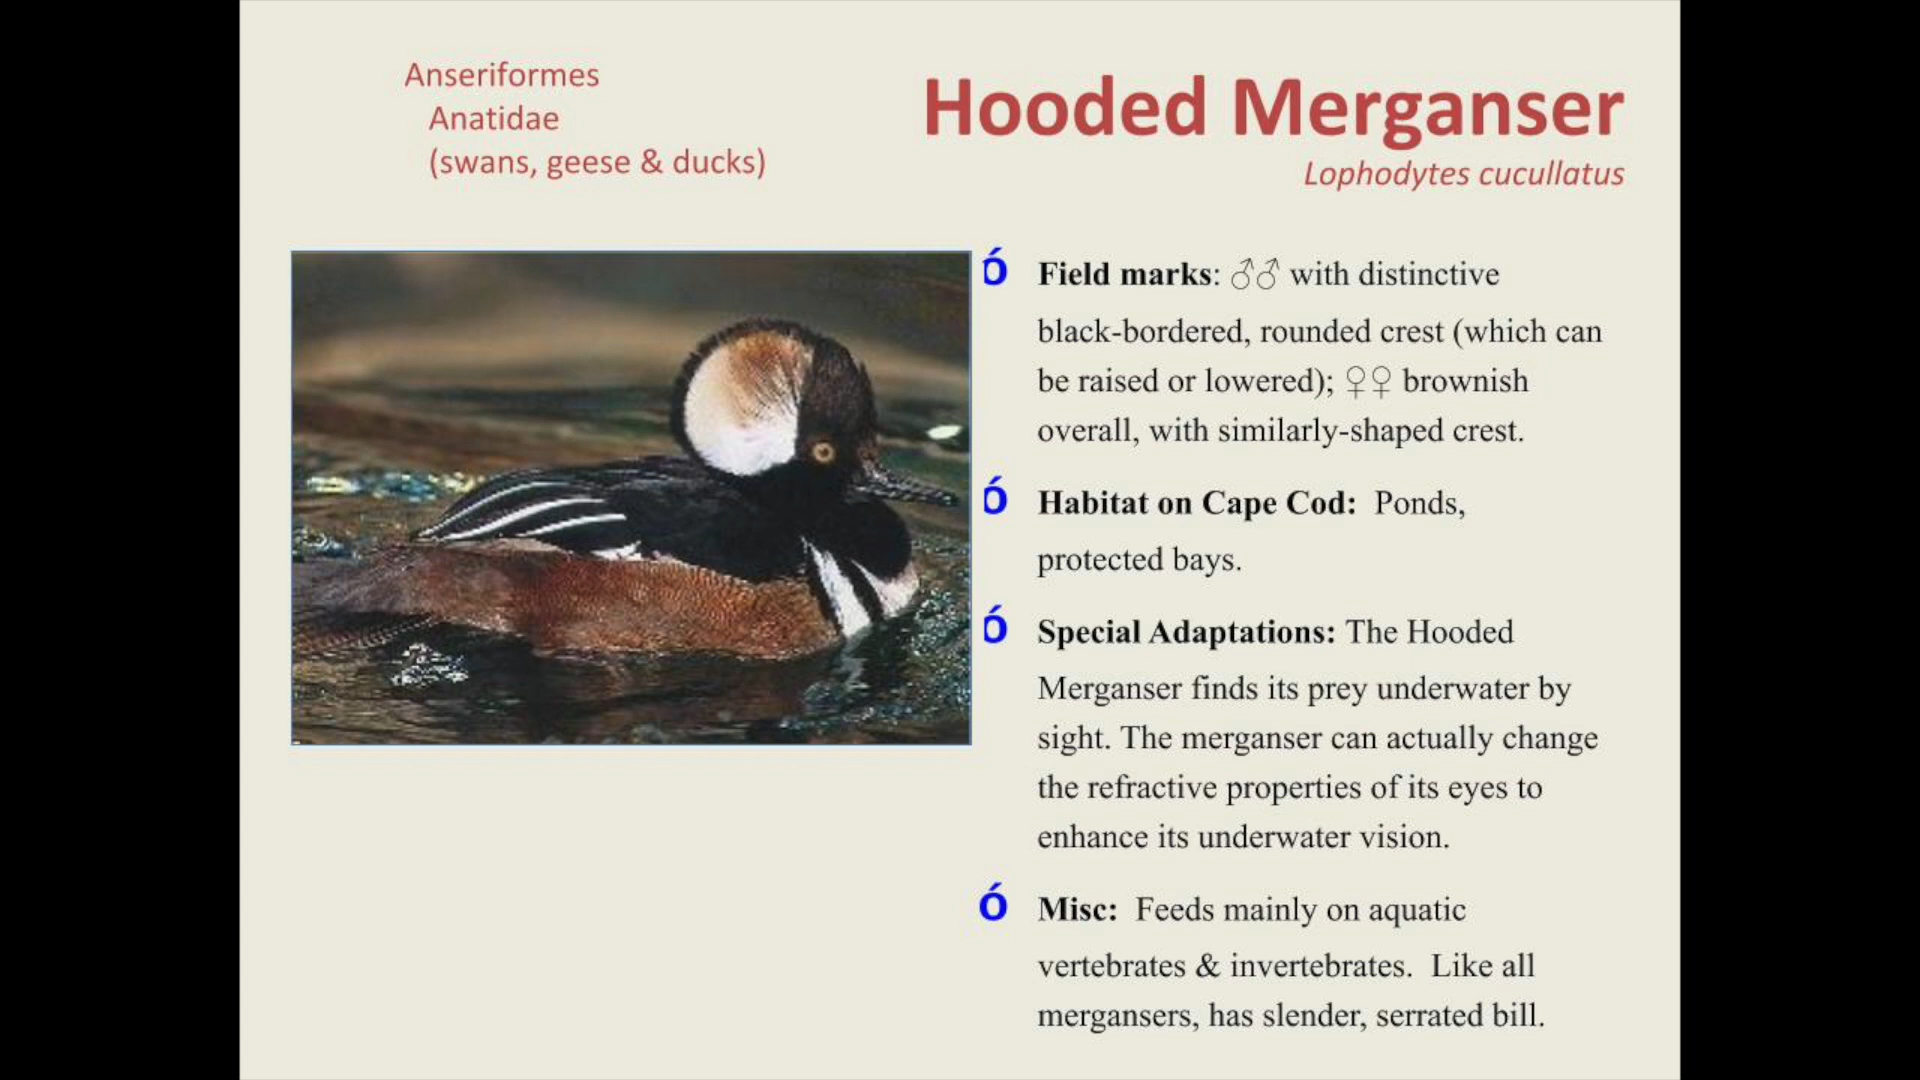 Anseriformes
Anatidae
(swans, geese & ducks)
Hooded Merganser
Lophodytes cucullatus
Ó Field marks: ♂♂ with distinctive
black-bordered, rounded crest (which can
be raised or lowered); ♀♀ brownish
overall, with similarly-shaped crest.
Ó Habitat on Cape Cod: Ponds,
protected bays.
Ó Special Adaptations: The Hooded
Merganser finds its prey underwater by
sight. The merganser can actually change
the refractive properties of its eyes to
enhance its underwater vision.
Ó Misc: Feeds mainly on aquatic
vertebrates & invertebrates. Like all
mergansers, has slender, serrated bill.